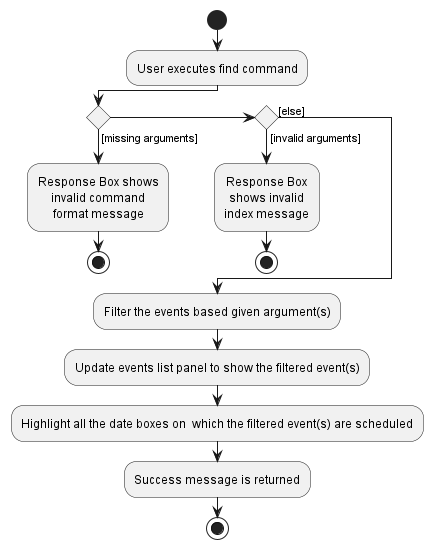 User executes find command
[else]
[missing arguments]
[invalid arguments]
Response Box shows
invalid command
format message
Response Box
shows invalid
index message
Filter the events based given argument(s)
Update events list panel to show the filtered event(s)
Highlight all the date boxes on  which the filtered event(s) are scheduled
Success message is returned